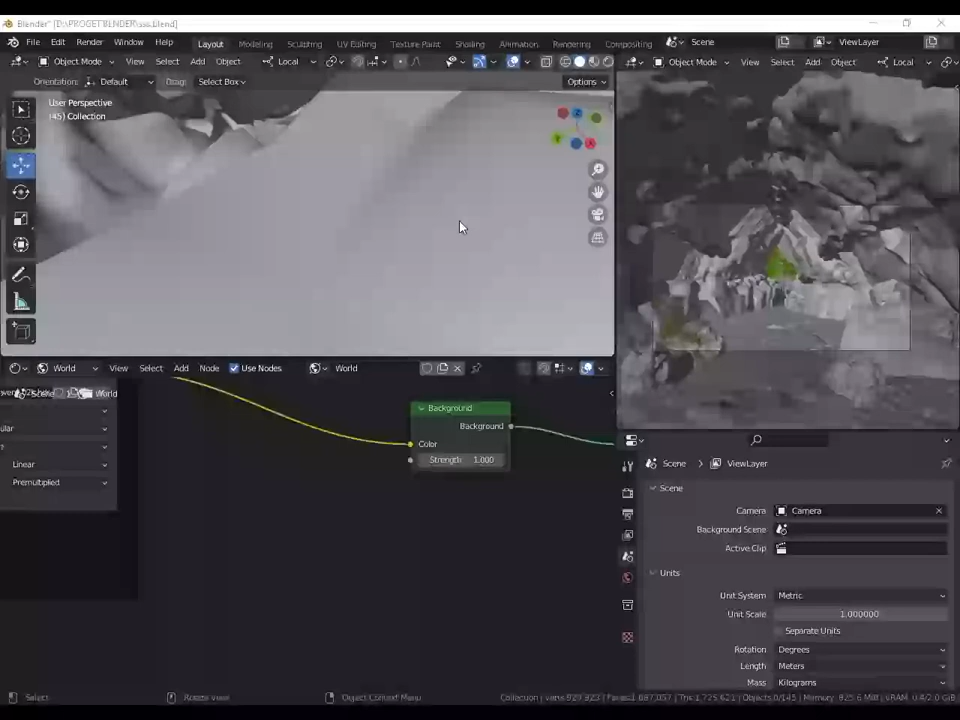 Blender* [D:\PROGETBLENDER\sss.blend]
File Edit Render Window Help Layout Modeling Sculpting UV Editing Texture Paint Shading Animation Rendering Compositing Scene ViewLayer
Object Mode View Select Add Object Local
Object Mode View Select Add Object Local
Orientation: Default Drag: Select Box Options
User Perspective
(45) Collection
World View Select Add Node Use Nodes World
World
Linear
Premultiplied
Background
Background
Color
Strength 1.000
Scene ViewLayer
Scene
Camera Camera
Background Scene
Active Clip
Units
Unit System Metric
Unit Scale 1.000000
Separate Units
Rotation Degrees
Length Meters
Mass Kilograms
Select Rotate View Object Context Menu